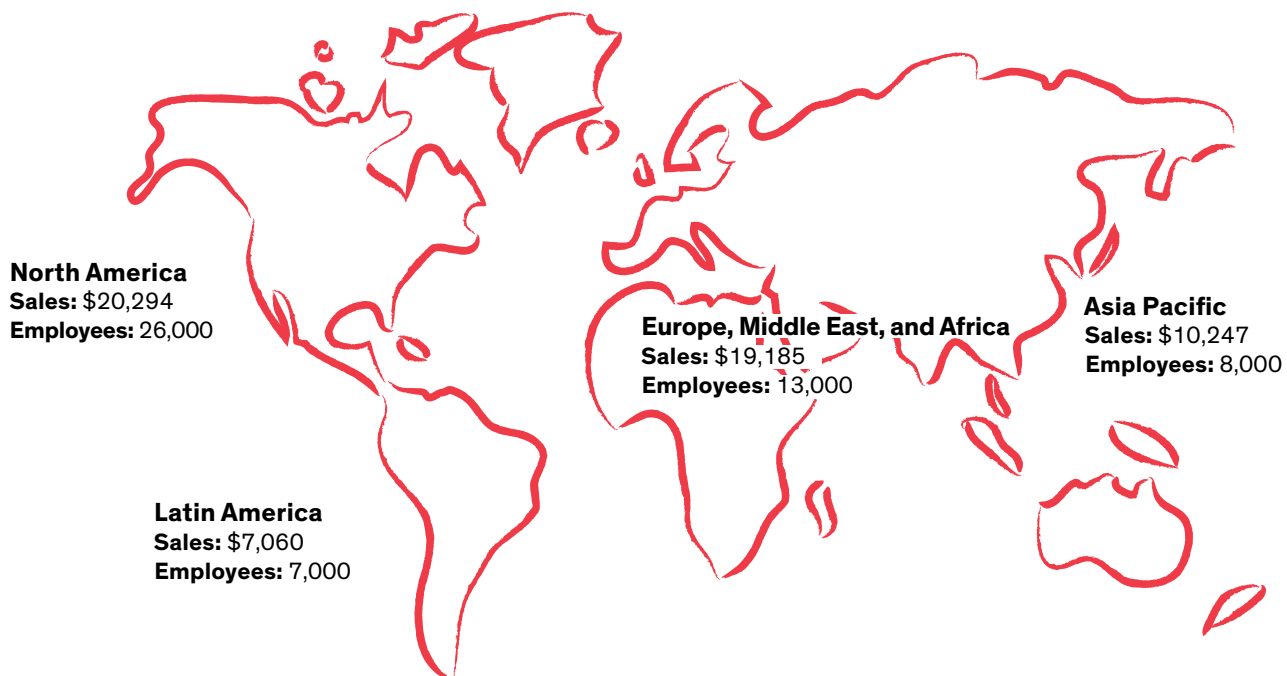 North America
Sales: $20,294
Employees: 26,000
Europe, Middle East, and Africa
Sales: $19,185
Employees: 13,000
Asia Pacific
Sales: $10,247
Employees: 8,000
Latin America
Sales: $7,060
Employees: 7,000